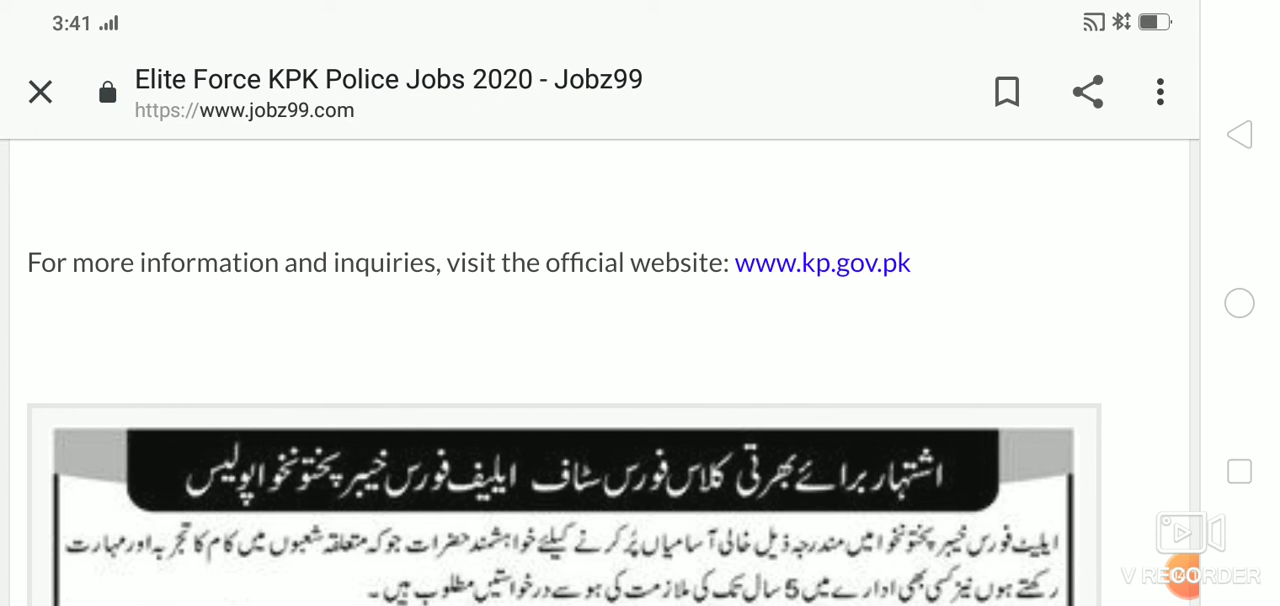 3:41
Elite Force KPK Police Jobs 2020 - Jobz99
https://www.jobz99.com
For more information and inquiries, visit the official website: www.kp.gov.pk
اشتہار برائے بھرتی کلاس فورس سٹاف ایلیف فورس خیبر پختونخوا پولیس
ایلیٹ فورس خیبر پختونخوا میں مندرجہ ذیل خالی آسامیاں پُر کرنے کیلئے خواہشمند حضرات جو کہ متعلقہ شعبوں میں کام کا تجربہ اور مہارت
رکھتے ہوں نیز کسی بھی ادارے میں 5 سال تک کی ملازمت کی ہو سے درخواستیں مطلوب ہیں۔
V RECORDER
GO